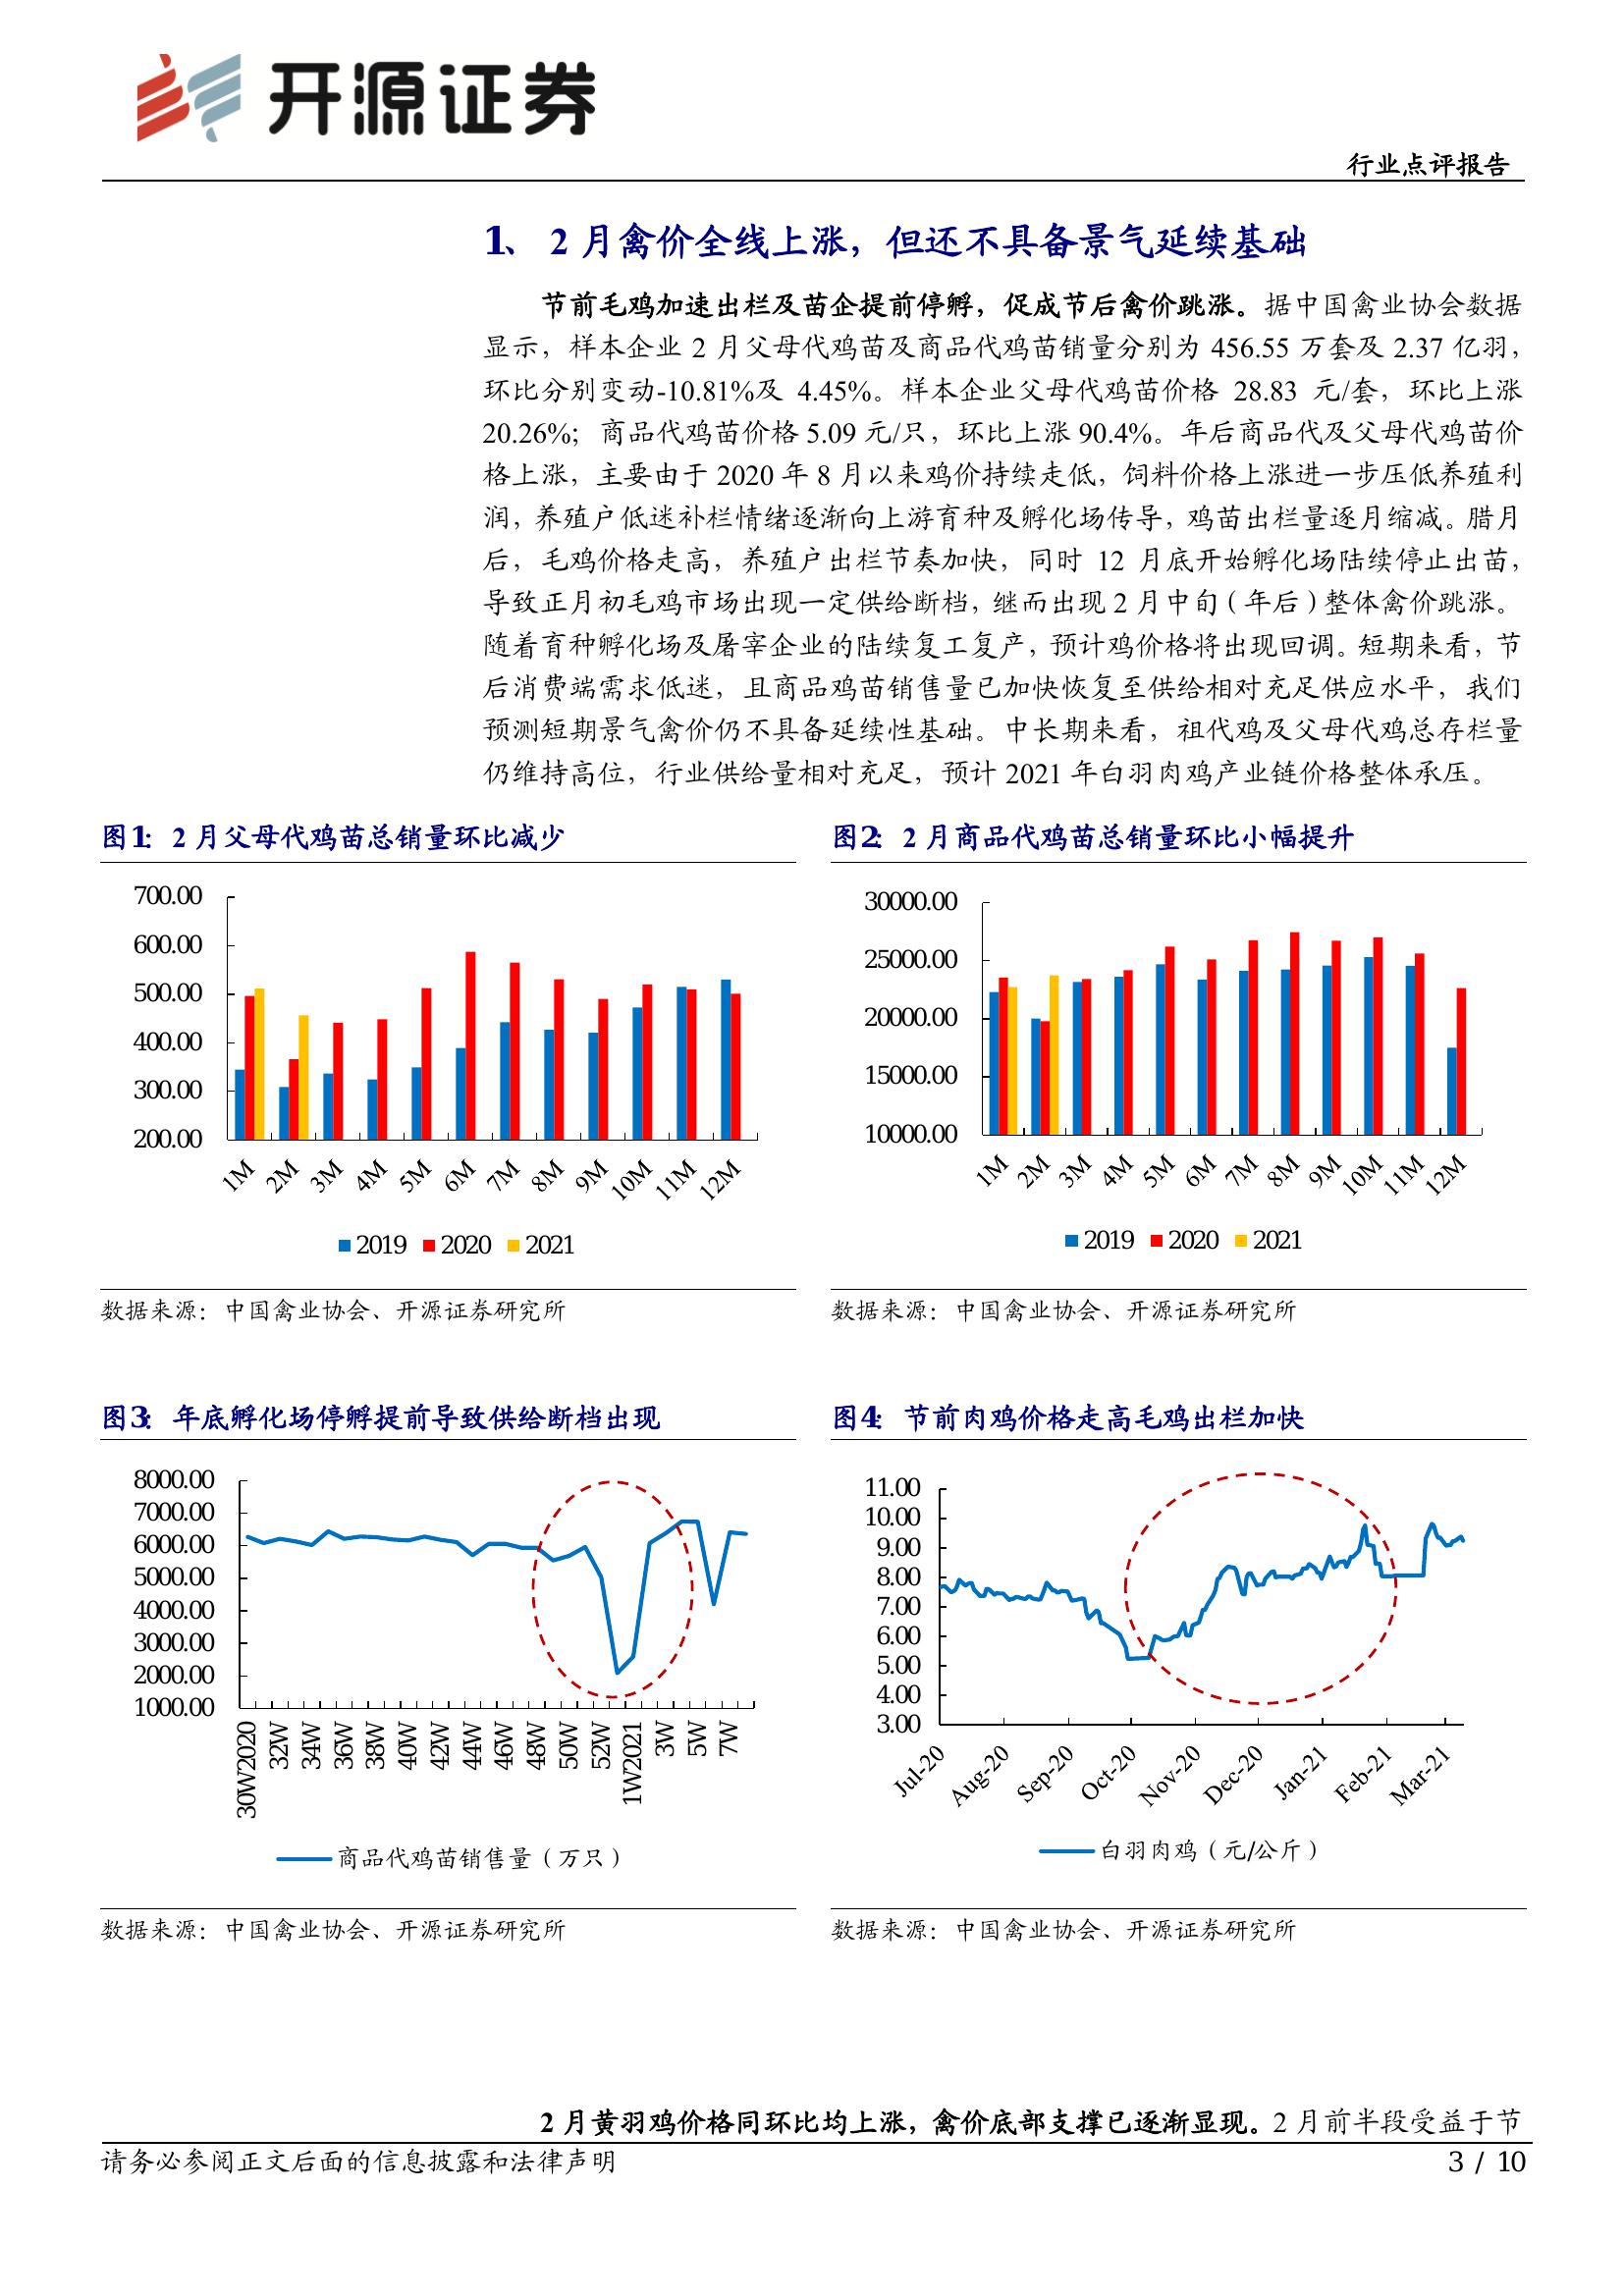 开源证券
行业点评报告
1、 2 月禽价全线上涨，但还不具备景气延续基础
节前毛鸡加速出栏及苗企提前停孵，促成节后禽价跳涨。据中国禽业协会数据
显示，样本企业 2 月父母代鸡苗及商品代鸡苗销量分别为 456.55 万套及 2.37 亿羽，
环比分别变动-10.81%及 4.45%。样本企业父母代鸡苗价格 28.83 元/套，环比上涨
20.26%；商品代鸡苗价格 5.09 元/只，环比上涨 90.4%。年后商品代及父母代鸡苗价
格上涨，主要由于 2020 年 8 月以来鸡价持续走低，饲料价格上涨进一步压低养殖利
润，养殖户低迷补栏情绪逐渐向上游育种及孵化场传导，鸡苗出栏量逐月缩减。腊月
后，毛鸡价格走高，养殖户出栏节奏加快，同时 12 月底开始孵化场陆续停止出苗，
导致正月初毛鸡市场出现一定供给断档，继而出现 2 月中旬（年后）整体禽价跳涨。
随着育种孵化场及屠宰企业的陆续复工复产，预计鸡价格将出现回调。短期来看，节
后消费端需求低迷，且商品鸡苗销售量已加快恢复至供给相对充足供应水平，我们
预测短期景气禽价仍不具备延续性基础。中长期来看，祖代鸡及父母代鸡总存栏量
仍维持高位，行业供给量相对充足，预计 2021 年白羽肉鸡产业链价格整体承压。
图1：2 月父母代鸡苗总销量环比减少
700.00
600.00
500.00
400.00
300.00
200.00
1M 2M 3M 4M 5M 6M 7M 8M 9M 10M 11M 12M
2019 2020 2021
数据来源：中国禽业协会、开源证券研究所
图2：2 月商品代鸡苗总销量环比小幅提升
30000.00
25000.00
20000.00
15000.00
10000.00
1M 2M 3M 4M 5M 6M 7M 8M 9M 10M 11M 12M
2019 2020 2021
数据来源：中国禽业协会、开源证券研究所
图3：年底孵化场停孵提前导致供给断档出现
8000.00
7000.00
6000.00
5000.00
4000.00
3000.00
2000.00
1000.00
30W2020 32W 34W 36W 38W 40W 42W 44W 46W 48W 50W 52W 1W2021 3W 5W 7W
商品代鸡苗销售量（万只）
数据来源：中国禽业协会、开源证券研究所
图4：节前肉鸡价格走高毛鸡出栏加快
11.00
10.00
9.00
8.00
7.00
6.00
5.00
4.00
3.00
Jul-20 Aug-20 Sep-20 Oct-20 Nov-20 Dec-20 Jan-21 Feb-21 Mar-21
白羽肉鸡（元/公斤）
数据来源：中国禽业协会、开源证券研究所
2 月黄羽鸡价格同环比均上涨，禽价底部支撑已逐渐显现。2 月前半段受益于节
请务必参阅正文后面的信息披露和法律声明
3 / 10